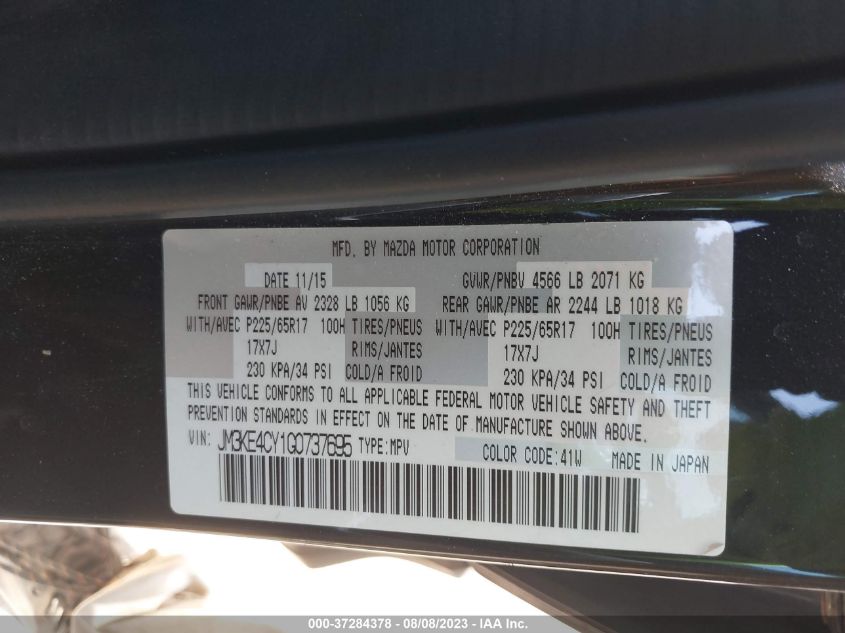 MFD. BY MAZDA MOTOR CORPORATION
DATE 11/15 GVWR/PNBV 4566 LB 2071 KG
FRONT GAWR/PNBE AV 2328 LB 1056 KG REAR GAWR/PNBE AR 2244 LB 1018 KG
WITH/AVEC P225/65R17 100H TIRES/PNEUS WITH/AVEC P225/65R17 100H TIRES/PNEUS
17X7J RIMS/JANTES 17X7J RIMS/JANTES
230 KPA/34 PSI COLD/A FROID 230 KPA/34 PSI COLD/A FROID
THIS VEHICLE CONFORMS TO ALL APPLICABLE FEDERAL MOTOR VEHICLE SAFETY AND THEFT
PREVENTION STANDARDS IN EFFECT ON THE DATE OF MANUFACTURE SHOWN ABOVE.
VIN: JM3KE4CY1G0737695 TYPE:MPV COLOR CODE:41W MADE IN JAPAN
000-37284378 - 08/08/2023 - IAA Inc.